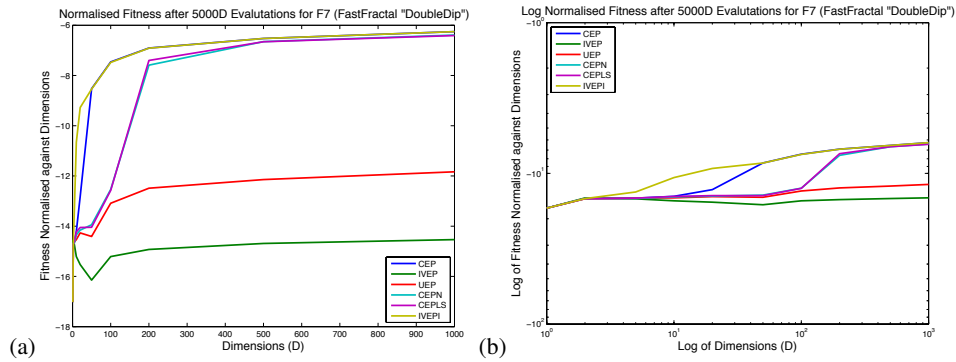 Normalised Fitness after 5000D Evalutations for F7 (FastFractal "DoubleDip")
Fitness Normalised against Dimensions
−6
−8
−10
−12
−14
−16
−18
0
100
200
300
400
500
600
700
800
900
1000
Dimensions (D)
CEP
IVEP
UEP
CEPN
CEPLS
IVEPI
(a)
Log Normalised Fitness after 5000D Evaluations for F7 (FastFractal "DoubleDip")
Log of Fitness Normalised against Dimensions
−10^0
−10^1
−10^2
10^0
10^1
10^2
10^3
Log of Dimensions (D)
CEP
IVEP
UEP
CEPN
CEPLS
IVEPI
(b)